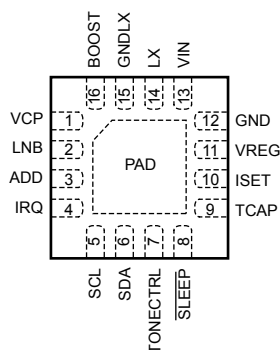 BOOST
GNDLX
LX
VIN
16
15
14
13
VCP
1
12
GND
LNB
2
11
VREG
ADD
3
PAD
10
ISET
IRQ
4
9
TCAP
5
6
7
8
SCL
SDA
TONECTRL
SLEEP